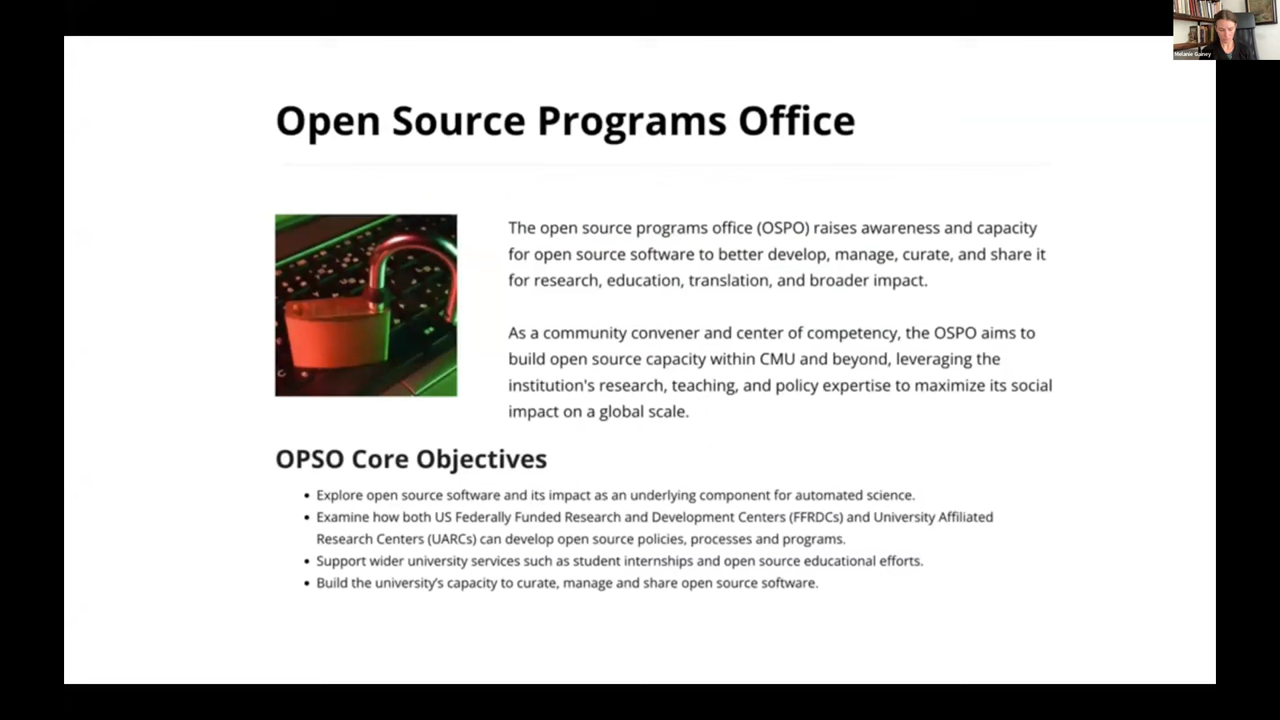 Melanie Gainey
Open Source Programs Office
The open source programs office (OSPO) raises awareness and capacity
for open source software to better develop, manage, curate, and share it
for research, education, translation, and broader impact.
As a community convener and center of competency, the OSPO aims to
build open source capacity within CMU and beyond, leveraging the
institution's research, teaching, and policy expertise to maximize its social
impact on a global scale.
OPSO Core Objectives
• Explore open source software and its impact as an underlying component for automated science.
• Examine how both US Federally Funded Research and Development Centers (FFRDCs) and University Affiliated
Research Centers (UARCs) can develop open source policies, processes and programs.
• Support wider university services such as student internships and open source educational efforts.
• Build the university’s capacity to curate, manage and share open source software.